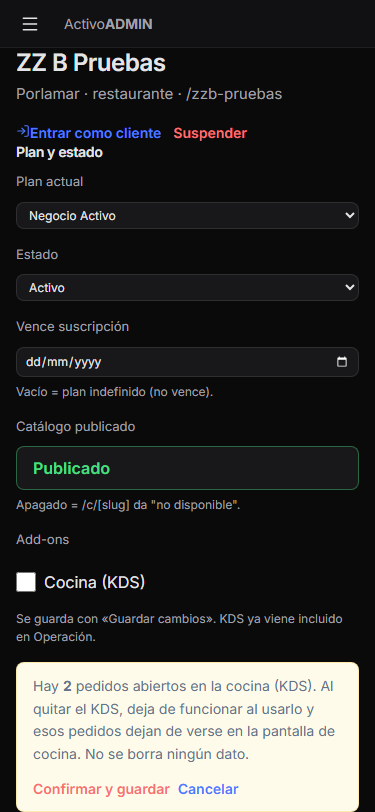 ActivoADMIN
ZZ B Pruebas
Porlamar · restaurante · /zzb-pruebas
Entrar como cliente Suspender
Plan y estado
Plan actual
Negocio Activo
Estado
Activo
Vence suscripción
dd/mm/yyyy
Vacío = plan indefinido (no vence).
Catálogo publicado
Publicado
Apagado = /c/[slug] da "no disponible".
Add-ons
Cocina (KDS)
Se guarda con «Guardar cambios». KDS ya viene incluido
en Operación.
Hay 2 pedidos abiertos en la cocina (KDS). Al
quitar el KDS, deja de funcionar al usarlo y
esos pedidos dejan de verse en la pantalla de
cocina. No se borra ningún dato.
Confirmar y guardar Cancelar